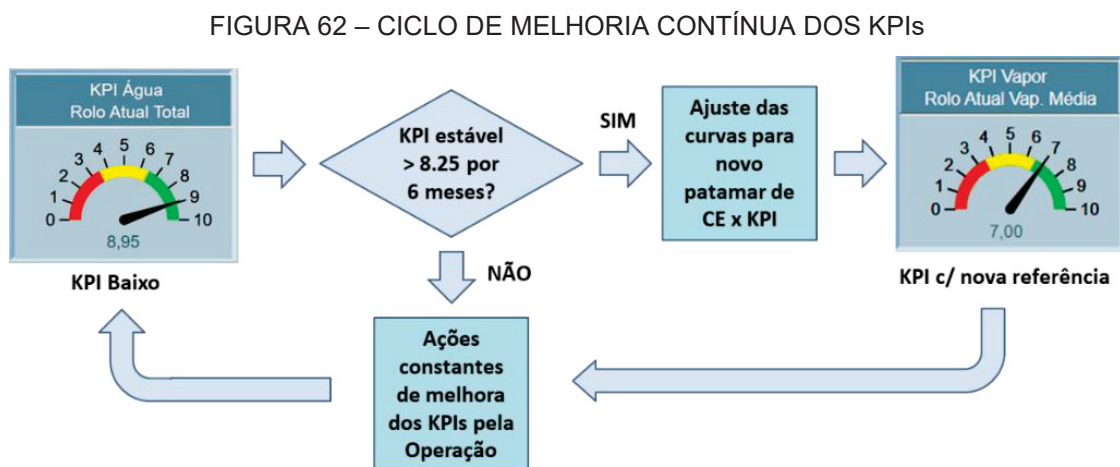 FIGURA 62 – CICLO DE MELHORIA CONTÍNUA DOS KPIs
KPI Água
Rolo Atual Total
0
1
2
3
4
5
6
7
8
9
10
8,95
KPI Baixo
KPI estável
> 8.25 por
6 meses?
SIM
NÃO
Ajuste das
curvas para
novo
patamar de
CE x KPI
KPI Vapor
Rolo Atual Vap. Média
0
1
2
3
4
5
6
7
8
9
10
7,00
KPI c/ nova referência
Ações
constantes
de melhora
dos KPIs pela
Operação